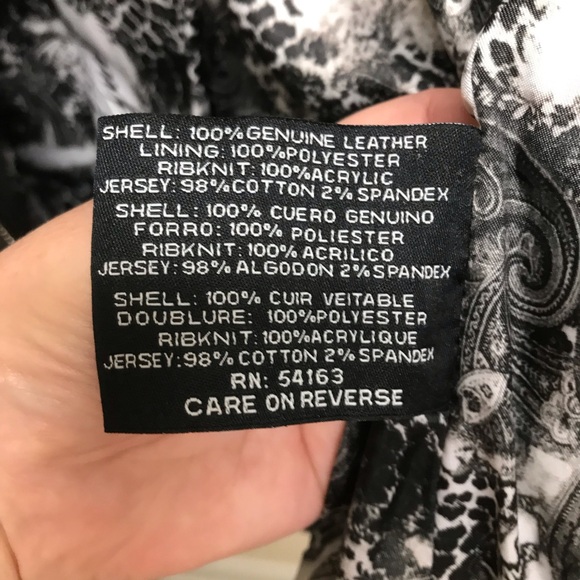 SHELL: 100% GENUINE LEATHER
LINING: 100% POLYESTER
RIBKNIT: 100% ACRYLIC
JERSEY: 98% COTTON 2% SPANDEX
SHELL: 100% CUERO GENUINO
FORRO: 100% POLIESTER
RIBKNIT: 100% ACRILICO
JERSEY: 98% ALGODON 2% SPANDEX
SHELL: 100% CUIR VEITABLE
DOUBLURE: 100%POLYESTER
RIBKNIT: 100%ACRYLIQUE
JERSEY:98% COTTON 2% SPANDEX
RN: 54163
CARE ON REVERSE